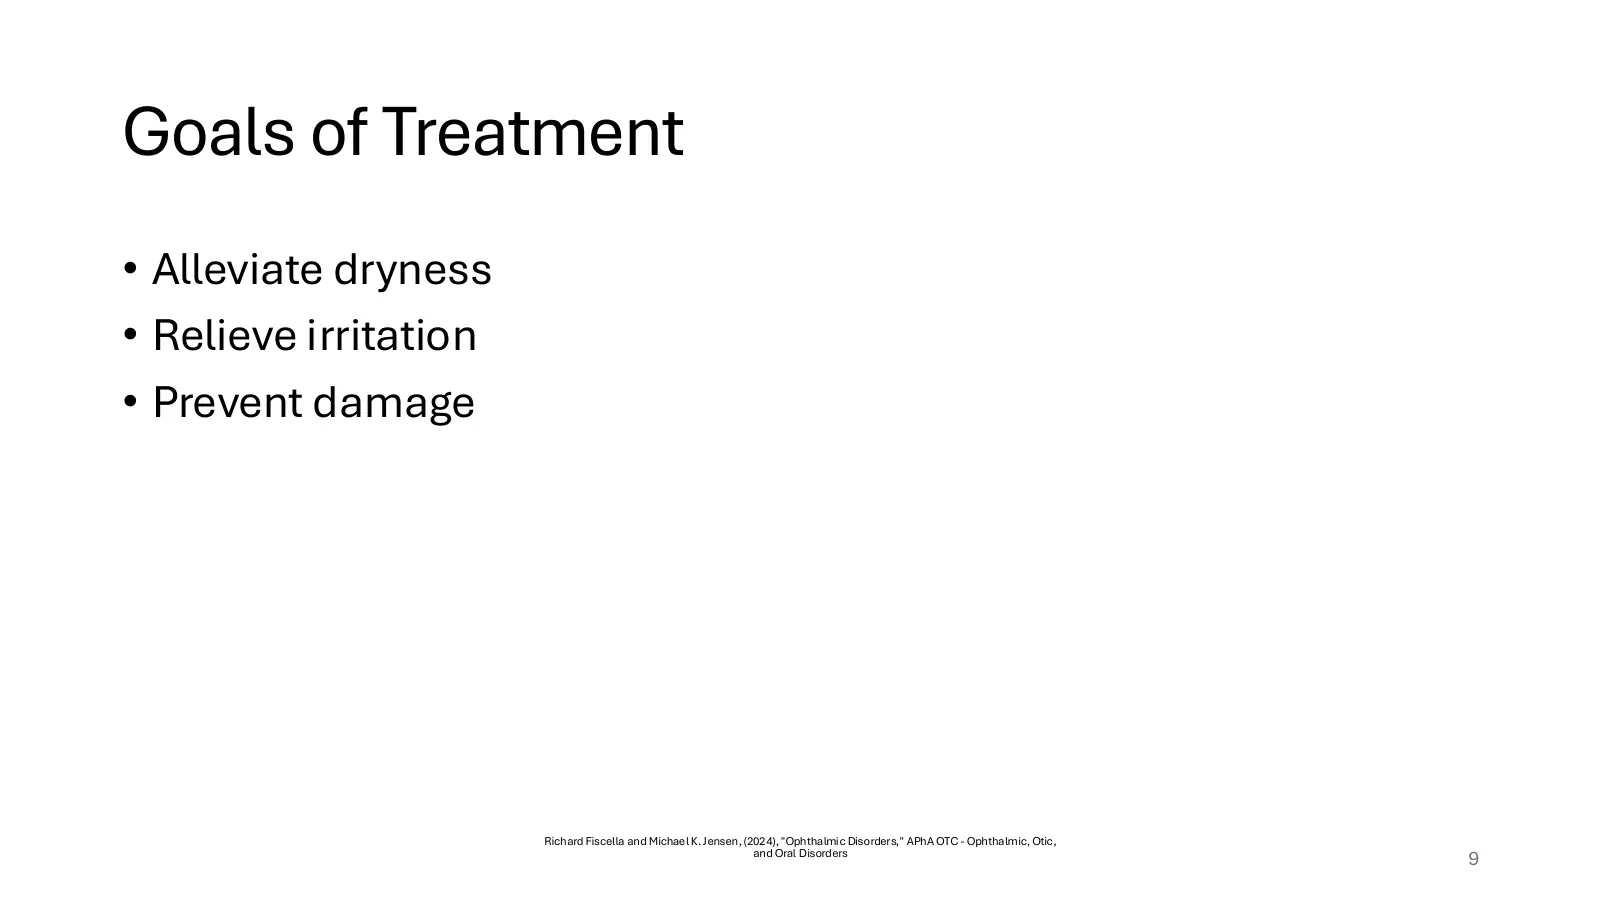 Goals of Treatment
• Alleviate dryness
• Relieve irritation
• Prevent damage
Richard Fiscella and Michael K. Jensen, (2024), "Ophthalmic Disorders," APhA OTC - Ophthalmic, Otic,
and Oral Disorders
9